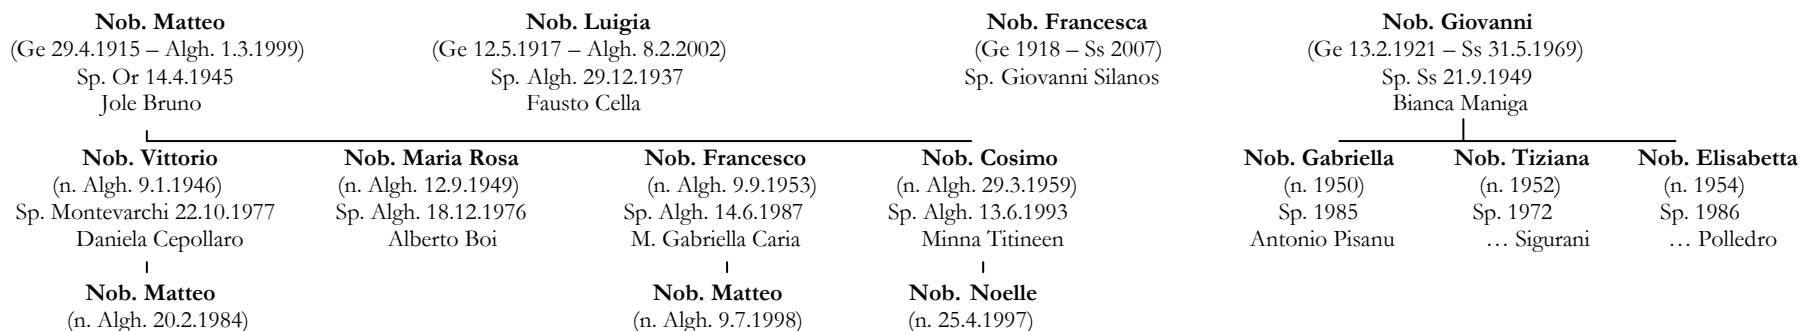 Nob. Matteo Nob. Luigia Nob. Francesca Nob. Giovanni
(Ge 29.4.1915 – Algh. 1.3.1999) (Ge 12.5.1917 – Algh. 8.2.2002) (Ge 1918 – Ss 2007) (Ge 13.2.1921 – Ss 31.5.1969)
Sp. Or 14.4.1945 Sp. Algh. 29.12.1937 Sp. Giovanni Silanos Sp. Ss 21.9.1949
Jole Bruno Fausto Cella Bianca Maniga
Nob. Vittorio Nob. Maria Rosa Nob. Francesco Nob. Cosimo Nob. Gabriella Nob. Tiziana Nob. Elisabetta
(n. Algh. 9.1.1946) (n. Algh. 12.9.1949) (n. Algh. 9.9.1953) (n. Algh. 29.3.1959) (n. 1950) (n. 1952) (n. 1954)
Sp. Montevarchi 22.10.1977 Sp. Algh. 18.12.1976 Sp. Algh. 14.6.1987 Sp. Algh. 13.6.1993 Sp. 1985 Sp. 1972 Sp. 1986
Daniela Cepollaro Alberto Boi M. Gabriella Caria Minna Titineen Antonio Pisanu … Sigurani … Polledro
Nob. Matteo Nob. Matteo Nob. Noelle
(n. Algh. 20.2.1984) (n. Algh. 9.7.1998) (n. 25.4.1997)